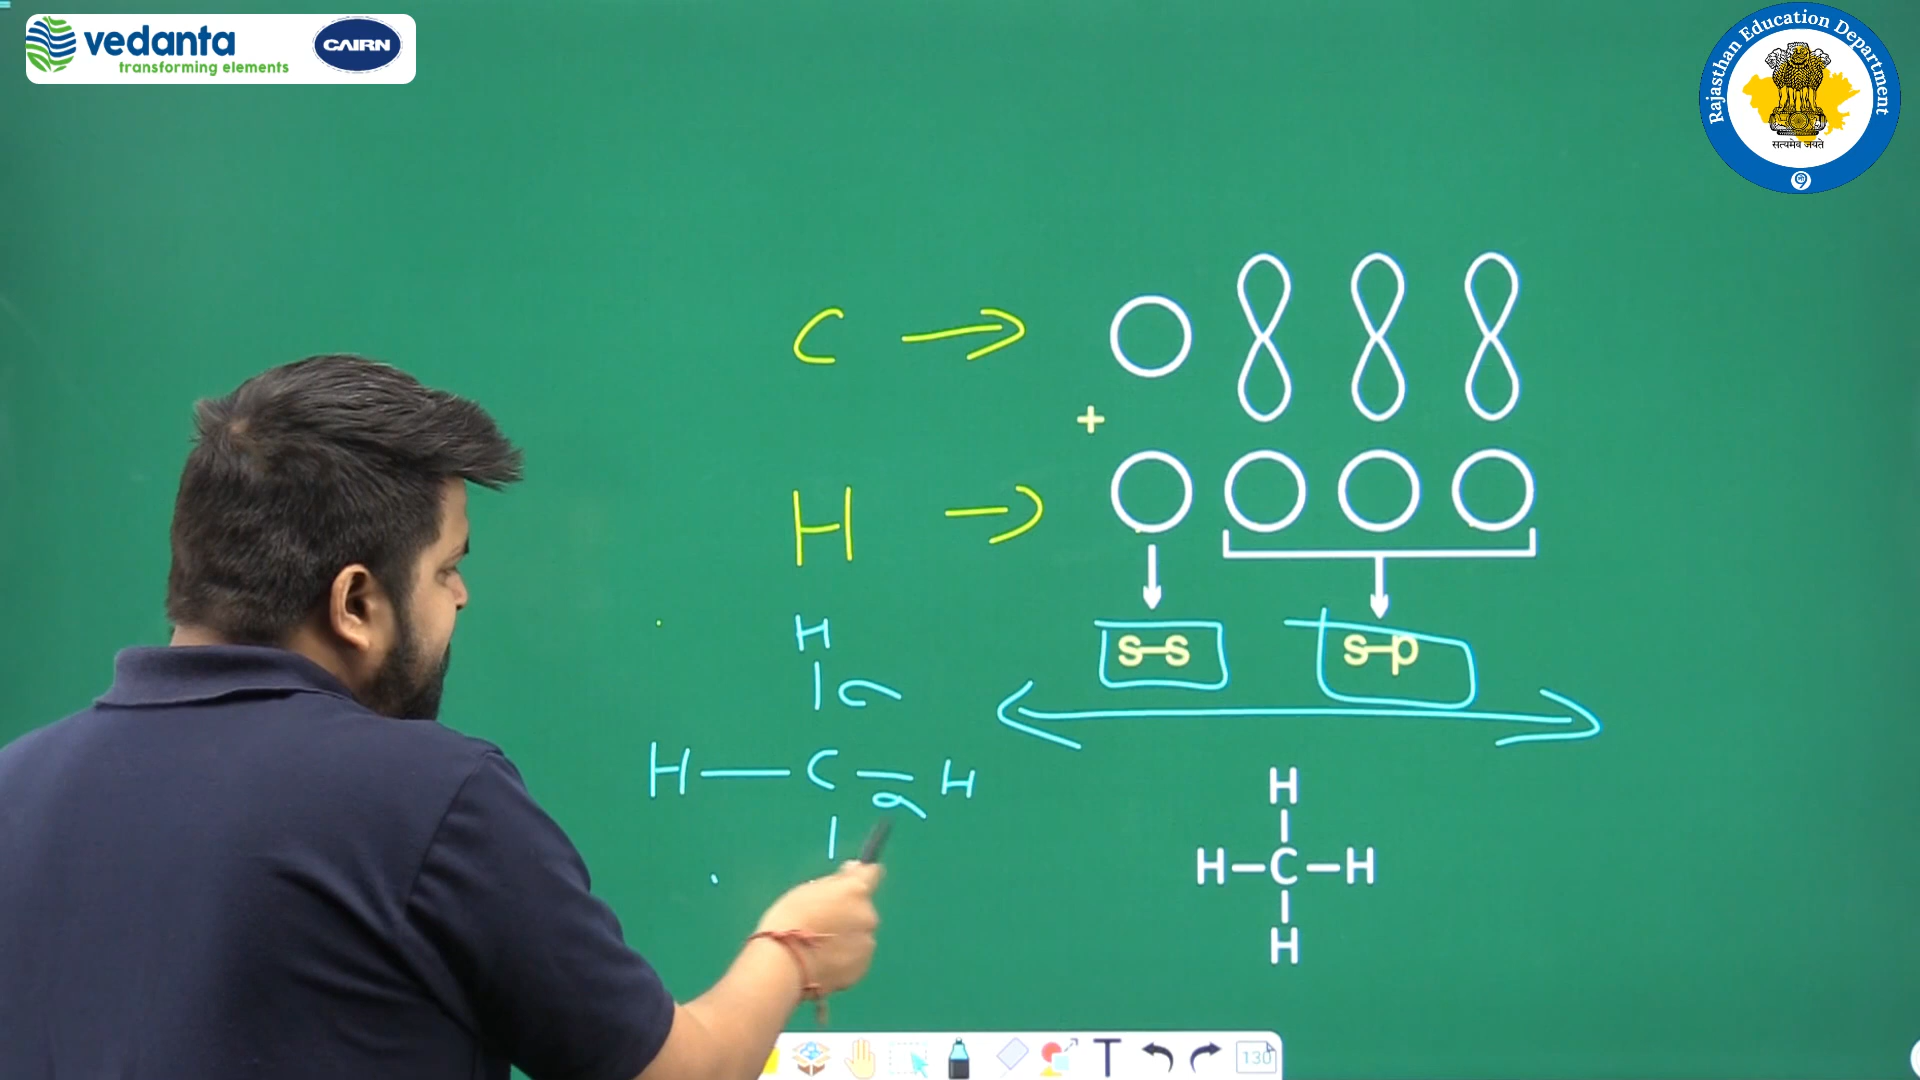 vedanta
transforming elements
CAIRN
Rajasthan Education Department
सत्यमेव जयते
C →
+
H →
s-s
s-p
H
H — C — H
H
H-C-H
H
130